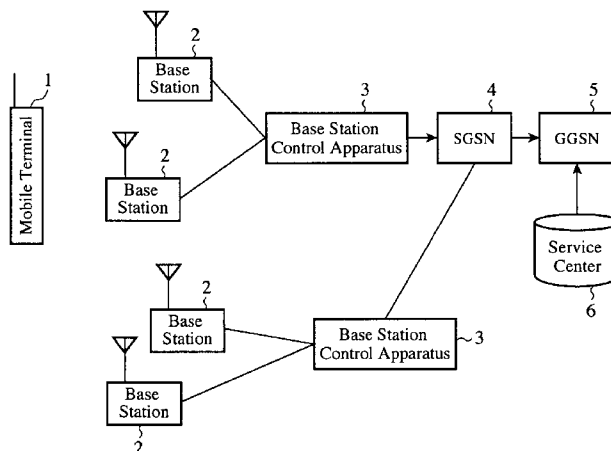 1
Mobile Terminal
2
Base
Station
2
Base
Station
3
Base Station
Control Apparatus
4
SGSN
5
GGSN
Service
Center
6
2
Base
Station
2
Base
Station
Base Station
Control Apparatus
3